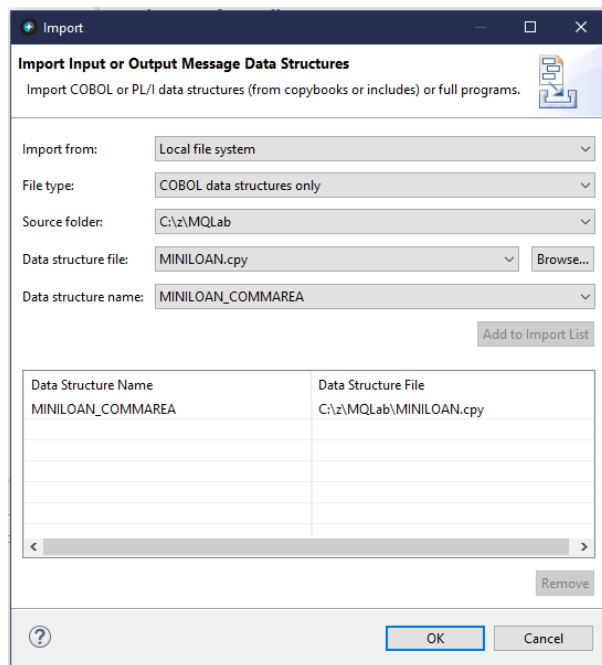 Import
Import Input or Output Message Data Structures
Import COBOL or PL/I data structures (from copybooks or includes) or full programs.
Import from: Local file system
File type: COBOL data structures only
Source folder: C:\z\MQLab
Data structure file: MINILOAN.cpy Browse...
Data structure name: MINILOAN_COMMAREA
Add to Import List
Data Structure Name Data Structure File
MINILOAN_COMMAREA C:\z\MQLab\MINILOAN.cpy
Remove
? OK Cancel